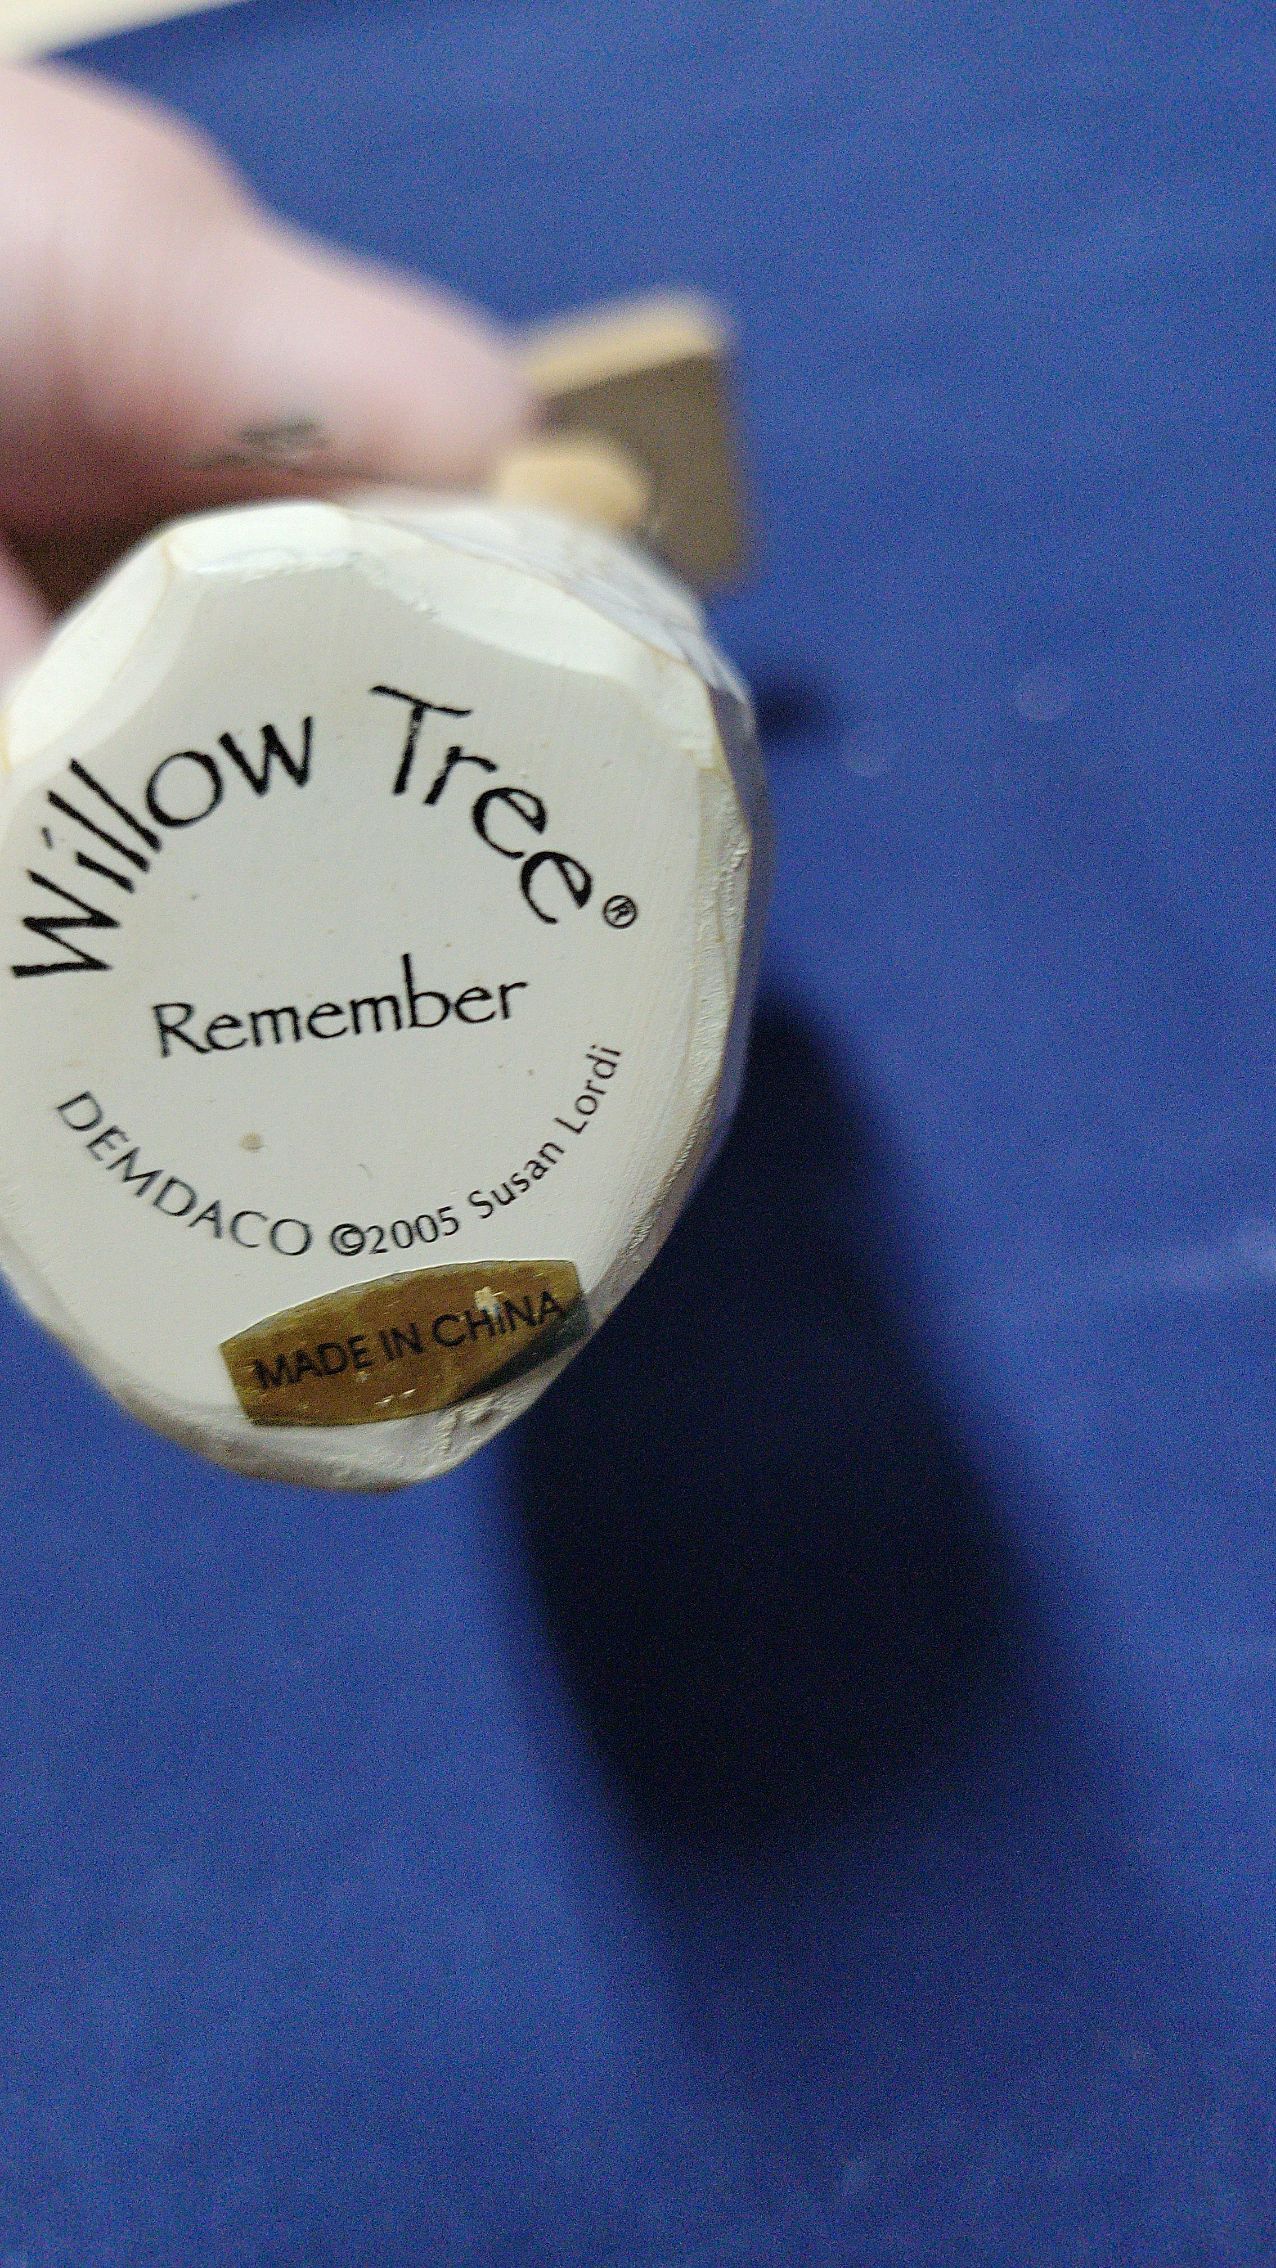 Willow Tree®
Remember
DEMDACO ©2005 Susan Lordi
MADE IN CHINA